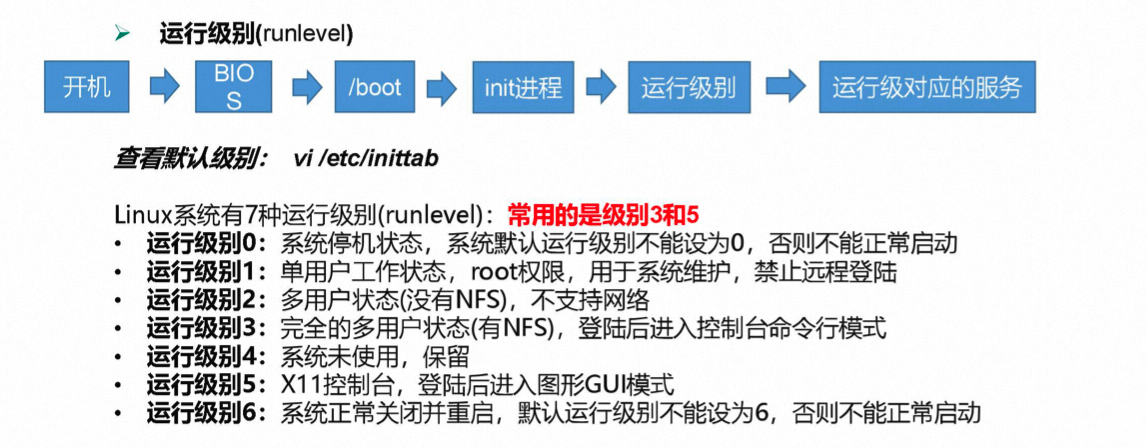 ➢ 运行级别(runlevel)
开机 BIOS /boot init进程 运行级别 运行级对应的服务
查看默认级别： vi /etc/inittab
Linux系统有7种运行级别(runlevel)：常用的是级别3和5
• 运行级别0：系统停机状态，系统默认运行级别不能设为0，否则不能正常启动
• 运行级别1：单用户工作状态，root权限，用于系统维护，禁止远程登陆
• 运行级别2：多用户状态(没有NFS)，不支持网络
• 运行级别3：完全的多用户状态(有NFS)，登陆后进入控制台命令行模式
• 运行级别4：系统未使用，保留
• 运行级别5：X11控制台，登陆后进入图形GUI模式
• 运行级别6：系统正常关闭并重启，默认运行级别不能设为6，否则不能正常启动